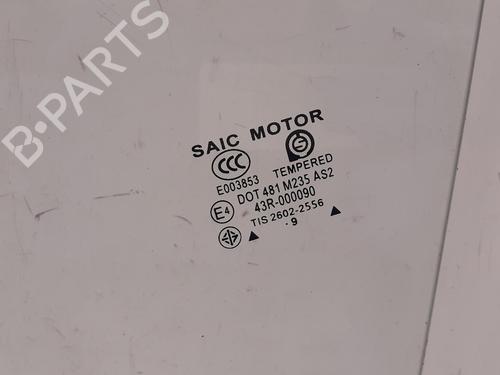 B-PARTS
SAIC MOTOR
CCC
E003853 TEMPERED
DOT 481 M235 AS2
E4 43R-000090
TIS 2602-2556
. 9